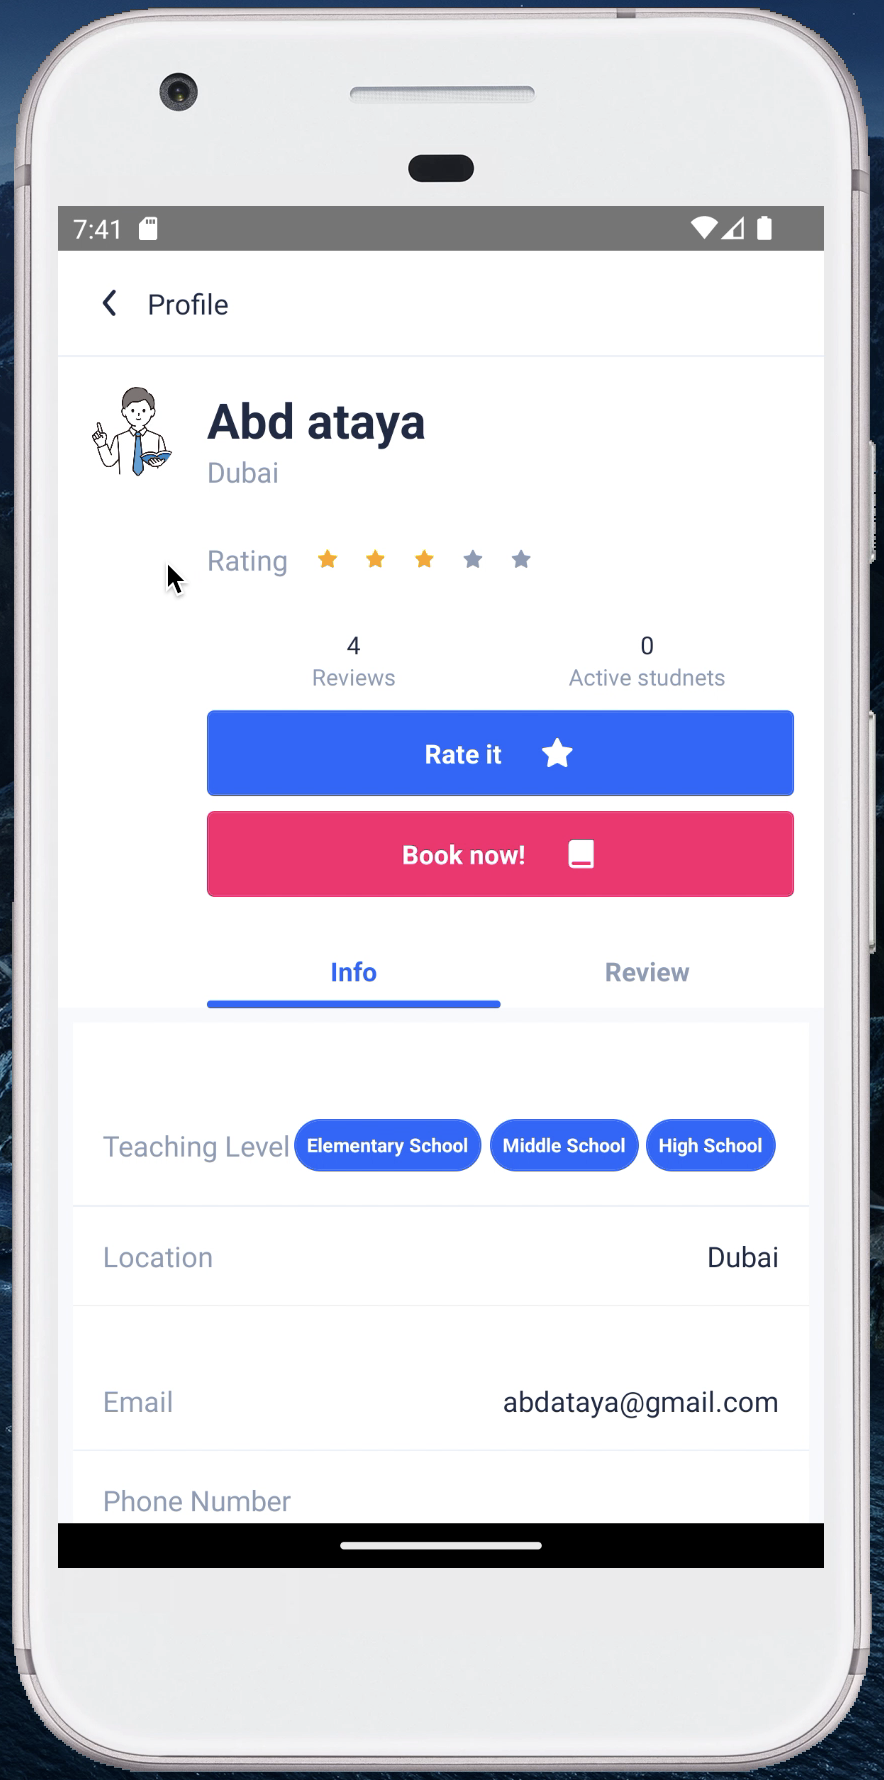 7:41
Profile
Abd ataya
Dubai
Rating
4
Reviews
0
Active studnets
Rate it
Book now!
Info
Review
Teaching Level
Elementary School
Middle School
High School
Location
Dubai
Email
abdataya@gmail.com
Phone Number